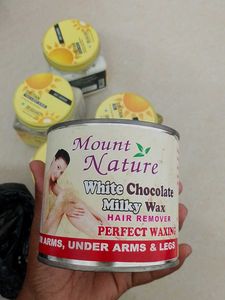 Mount
Nature
White Chocolate
Milky Wax
HAIR REMOVER
PERFECT WAXING
ARMS, UNDER ARMS & LEGS